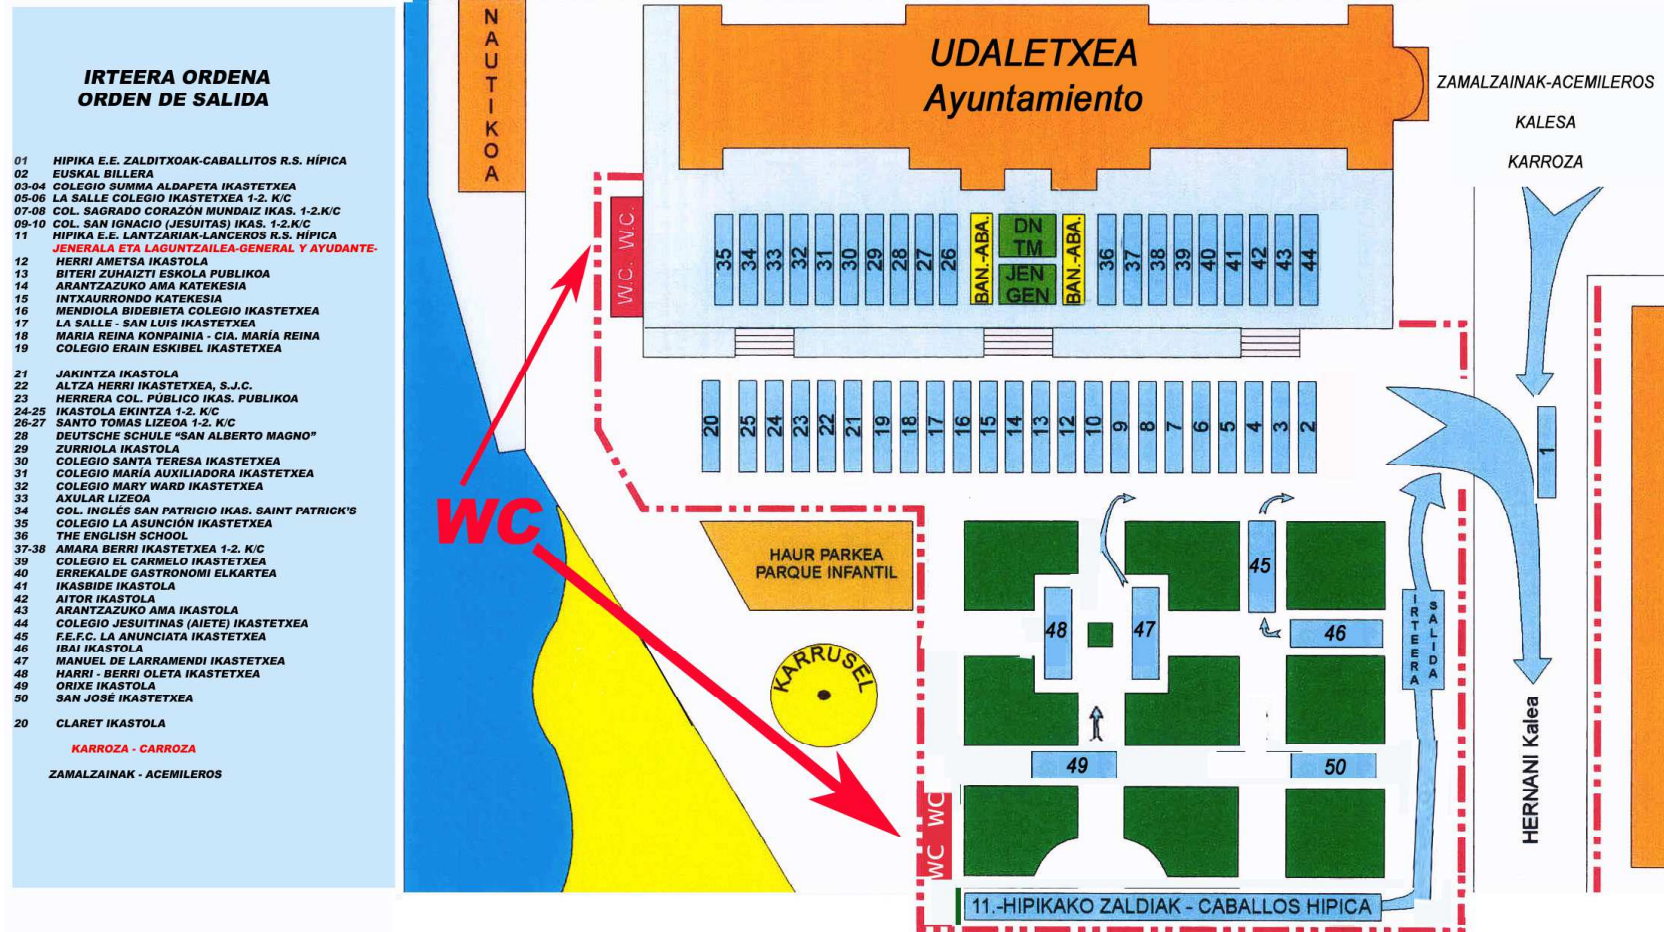 IRTEERA ORDENA
ORDEN DE SALIDA
01 HIPIKA E.E. ZALDITXOAK-CABALLITOS R.S. HÍPICA
02 EUSKAL BILLERA
03-04 COLEGIO SUMMA ALDAPETA IKASTETXEA
05-06 LA SALLE COLEGIO IKASTETXEA 1-2. K/C
07-08 COL. SAGRADO CORAZÓN MUNDAIZ IKAS. 1-2.K/C
09-10 COL. SAN IGNACIO (JESUITAS) IKAS. 1-2.K/C
11 HIPIKA E.E. LANTZARIAK-LANCEROS R.S. HÍPICA
JENERALA ETA LAGUNTZAILEA-GENERAL Y AYUDANTE-
12 HERRI AMETSA IKASTOLA
13 BITERI ZUHAIZTI ESKOLA PUBLIKOA
14 ARANTZAZUKO AMA KATEKESIA
15 INTXAURRONDO KATEKESIA
16 MENDIOLA BIDEBIETA COLEGIO IKASTETXEA
17 LA SALLE - SAN LUIS IKASTETXEA
18 MARIA REINA KONPAINIA - CIA. MARÍA REINA
19 COLEGIO ERAIN ESKIBEL IKASTETXEA
21 JAKINTZA IKASTOLA
22 ALTZA HERRI IKASTETXEA, S.J.C.
23 HERRERA COL. PÚBLICO IKAS. PUBLIKOA
24-25 IKASTOLA EKINTZA 1-2. K/C
26-27 SANTO TOMAS LIZEOA 1-2. K/C
28 DEUTSCHE SCHULE “SAN ALBERTO MAGNO”
29 ZURRIOLA IKASTOLA
30 COLEGIO SANTA TERESA IKASTETXEA
31 COLEGIO MARÍA AUXILIADORA IKASTETXEA
32 COLEGIO MARY WARD IKASTETXEA
33 AXULAR LIZEOA
34 COL. INGLÉS SAN PATRICIO IKAS. SAINT PATRICK'S
35 COLEGIO LA ASUNCIÓN IKASTETXEA
36 THE ENGLISH SCHOOL
37-38 AMARA BERRI IKASTETXEA 1-2. K/C
39 COLEGIO EL CARMELO IKASTETXEA
40 ERREKALDE GASTRONOMI ELKARTEA
41 IKASBIDE IKASTOLA
42 AITOR IKASTOLA
43 ARANTZAZUKO AMA IKASTOLA
44 COLEGIO JESUITINAS (AIETE) IKASTETXEA
45 F.E.F.C. LA ANUNCIATA IKASTETXEA
46 IBAI IKASTOLA
47 MANUEL DE LARRAMENDI IKASTETXEA
48 HARRI - BERRI OLETA IKASTETXEA
49 ORIXE IKASTOLA
50 SAN JOSÉ IKASTETXEA
20 CLARET IKASTOLA
KARROZA - CARROZA
ZAMALZAINAK - ACEMILEROS
NAUTIKOA
UDALETXEA
Ayuntamiento
ZAMALZAINAK-ACEMILEROS
KALESA
KARROZA
W.C. W.C.
35 34 33 32 31 30 29 28 27 26
BAN.-ABA.
DN
TM
JEN
GEN
BAN.-ABA.
36 37 38 39 40 41 42 43 44
20 25 24 23 22 21 19 18 17 16 15 14 13 12 10 9 8 7 6 5 4 3 2
1
WC
HAUR PARKEA
PARQUE INFANTIL
KARRUSEL
45
46
47
48
49
50
IRTEERA
SALIDA
HERNANI Kalea
WC WC
11.-HIPIKAKO ZALDIAK - CABALLOS HIPICA